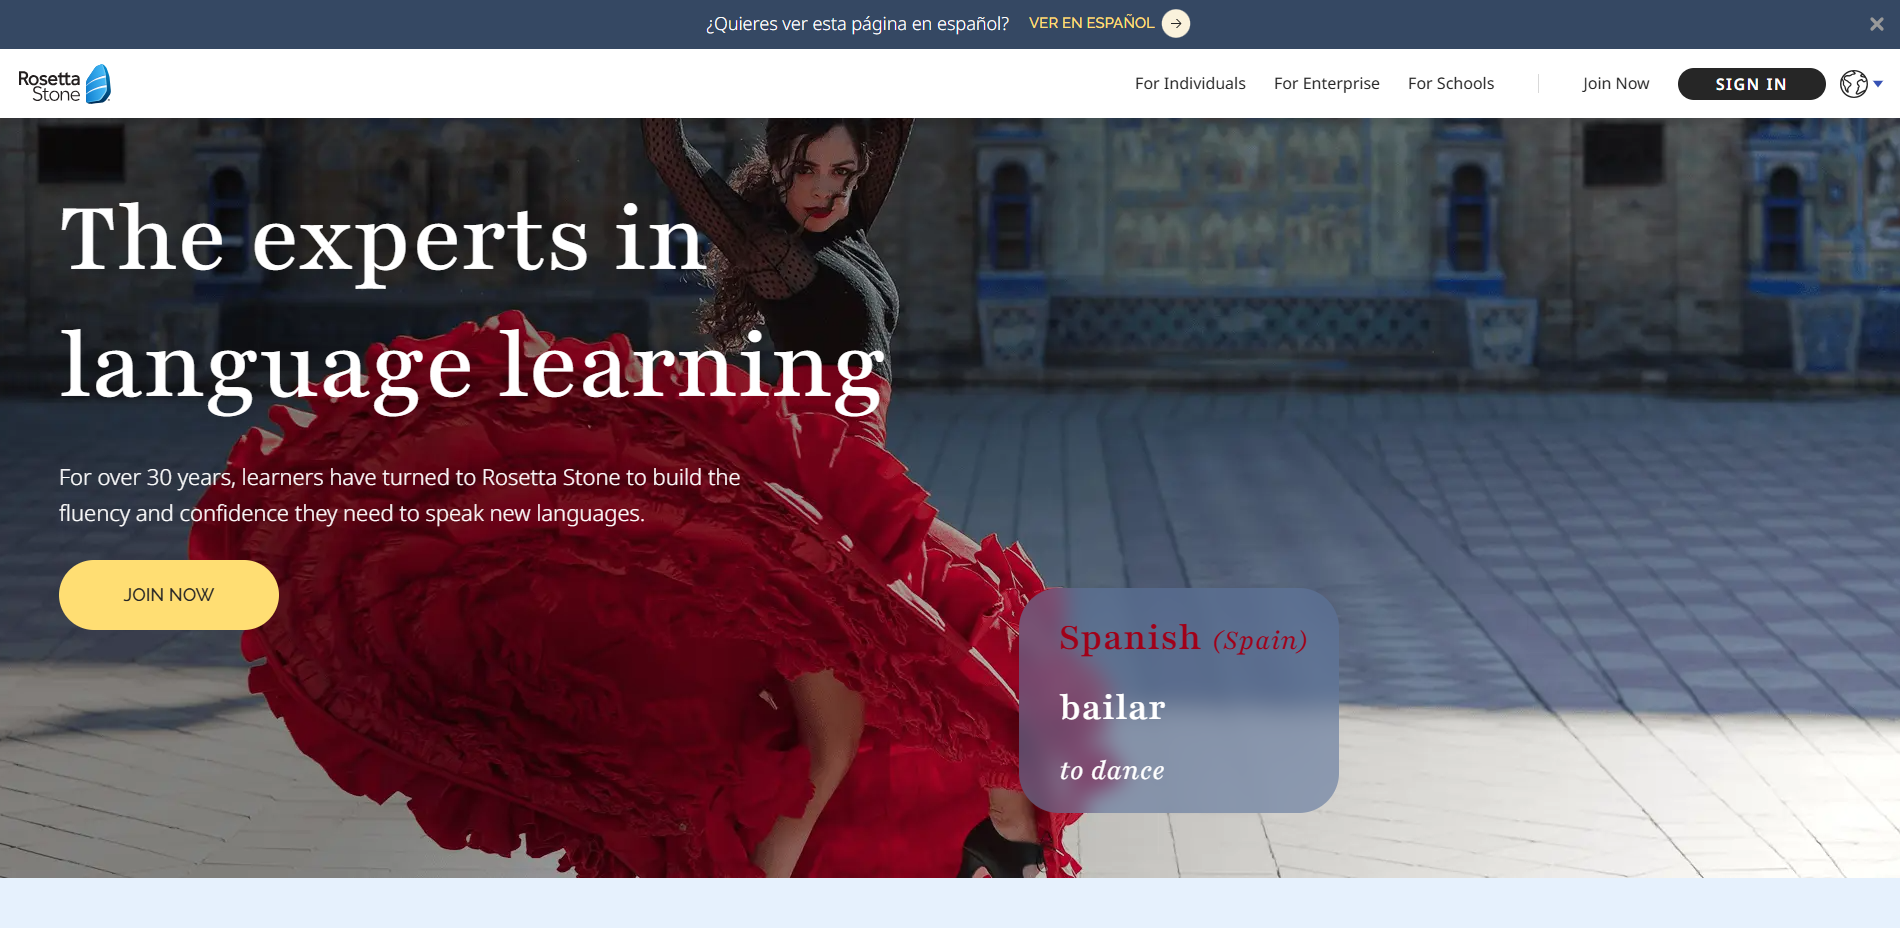 ¿Quieres ver esta página en español? VER EN ESPAÑOL
Rosetta
Stone
For Individuals For Enterprise For Schools Join Now SIGN IN
The experts in
language learning
For over 30 years, learners have turned to Rosetta Stone to build the
fluency and confidence they need to speak new languages.
JOIN NOW
Spanish (Spain)
bailar
to dance